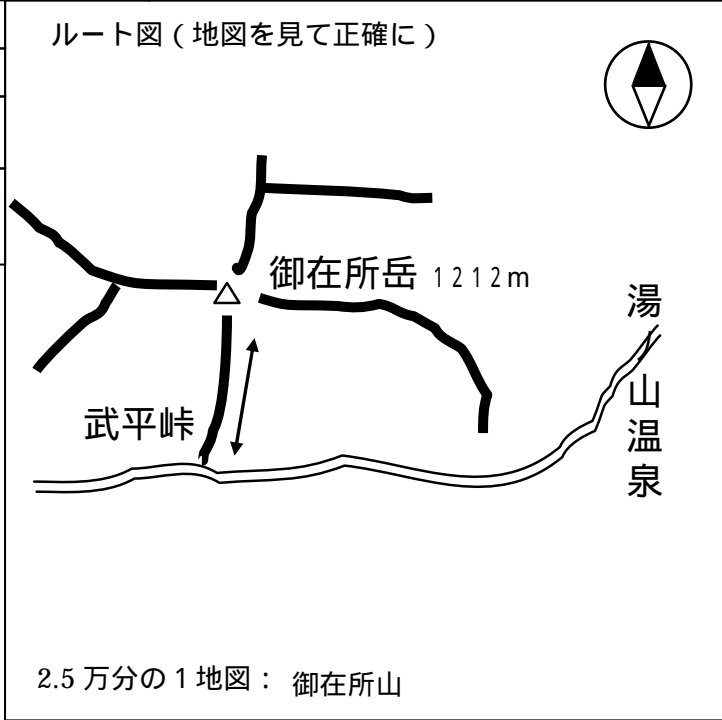 ルート図（地図を見て正確に）
御在所岳 1212m
湯山温泉
武平峠
2.5万分の1地図： 御在所山